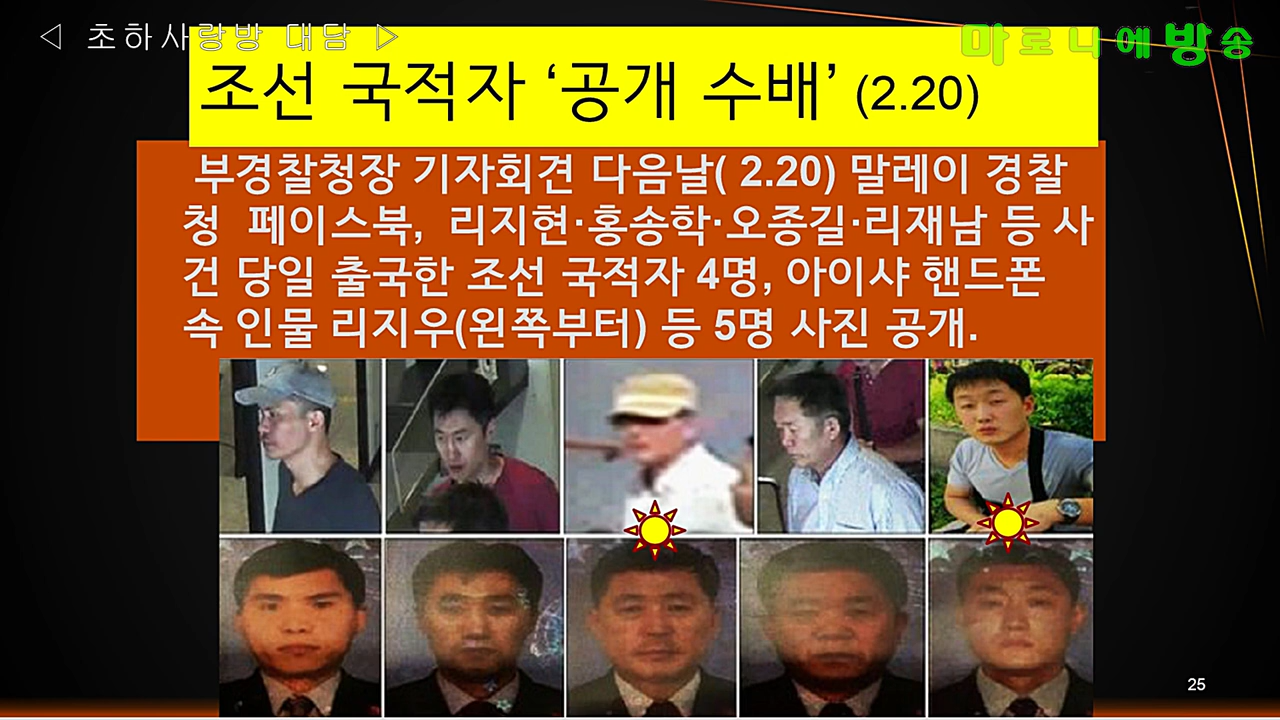 ◁ 초하사랑방 대담 ▷
마로니에방송
조선 국적자 ‘공개 수배’ (2.20)
부경찰청장 기자회견 다음날( 2.20) 말레이 경찰
청 페이스북, 리지현·홍송학·오종길·리재남 등 사
건 당일 출국한 조선 국적자 4명, 아이샤 핸드폰
속 인물 리지우(왼쪽부터) 등 5명 사진 공개.
25